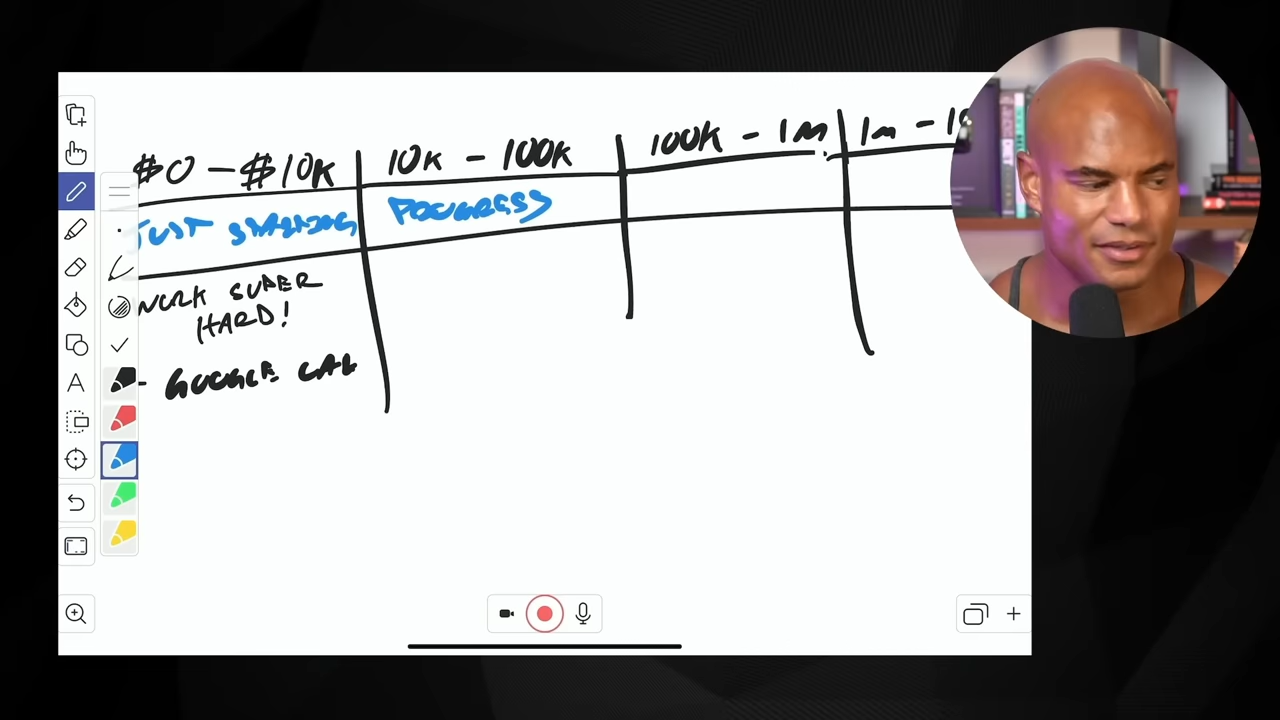 $0 - $10K
10K - 100K
100K - 1M
1M - 1
JUST STARTING
PROGRESS
WORK SUPER
HARD!
- GOOGLE CAL
A